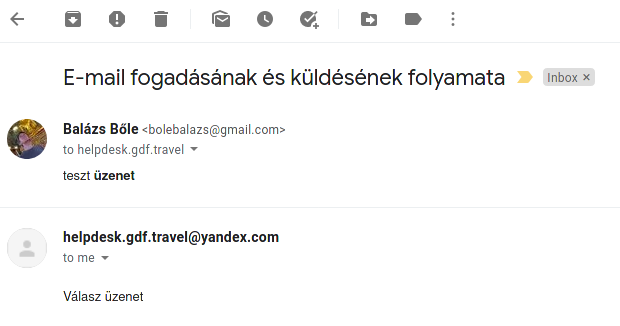 E-mail fogadásának és küldésének folyamata Inbox ×
Balázs Bőle <bolebalazs@gmail.com>
to helpdesk.gdf.travel
teszt üzenet
helpdesk.gdf.travel@yandex.com
to me
Válasz üzenet